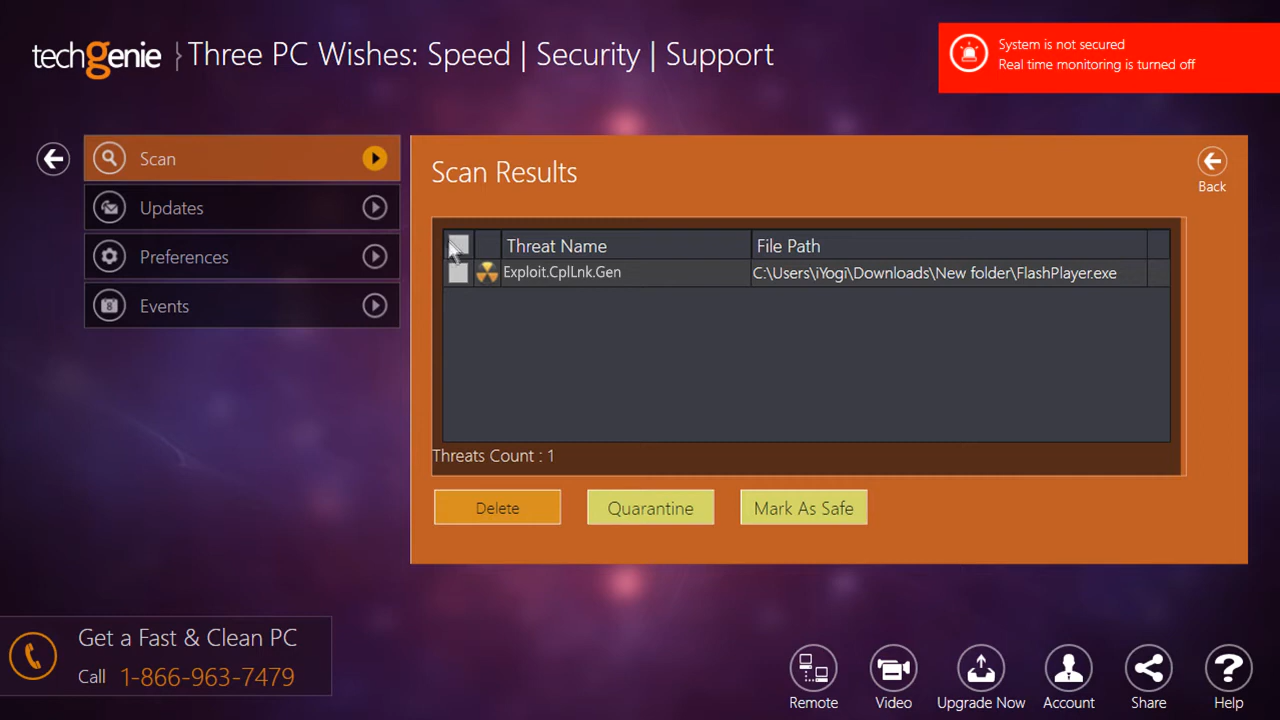 techgenie Three PC Wishes: Speed | Security | Support
System is not secured
Real time monitoring is turned off
Scan
Updates
Preferences
8 Events
Scan Results
Back
Threat Name File Path
Exploit.CplLnk.Gen C:\Users\iYogi\Downloads\New folder\FlashPlayer.exe
Threats Count : 1
Delete Quarantine Mark As Safe
Get a Fast & Clean PC
Call 1-866-963-7479
Remote Video Upgrade Now Account Share Help